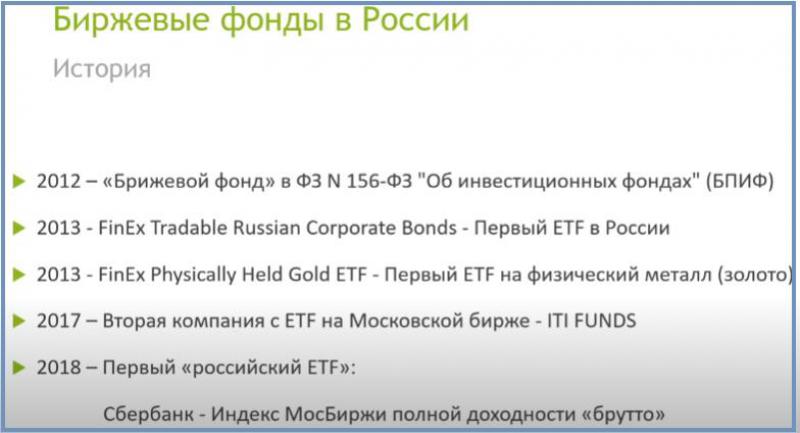 Биржевые фонды в России
История
2012 – «Брижевой фонд» в ФЗ N 156-ФЗ "Об инвестиционных фондах" (БПИФ)
2013 - FinEx Tradable Russian Corporate Bonds - Первый ETF в России
2013 - FinEx Physically Held Gold ETF - Первый ETF на физический металл (золото)
2017 – Вторая компания с ETF на Московской бирже - ITI FUNDS
2018 – Первый «российский ETF»:
Сбербанк - Индекс МосБиржи полной доходности «брутто»